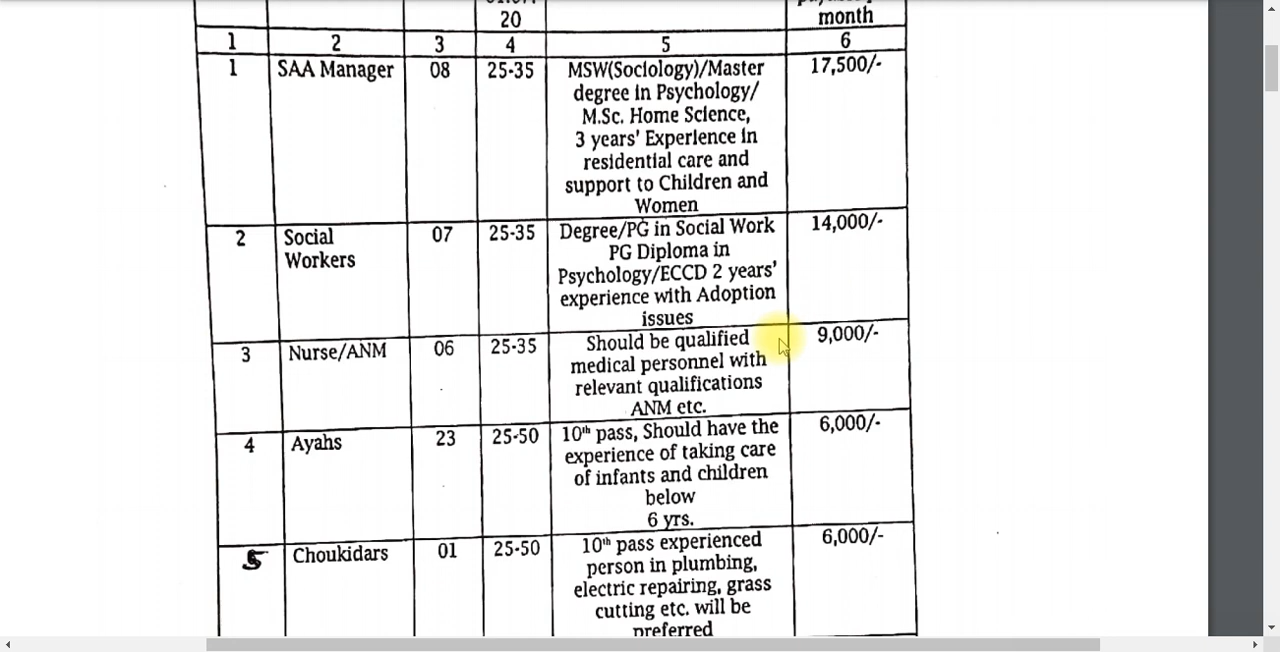 20
month
1 2 3 4 5 6
1 SAA Manager 08 25-35 MSW(Sociology)/Master 17,500/-
degree in Psychology/
M.Sc. Home Science,
3 years' Experience in
residential care and
support to Children and
Women
2 Social 07 25-35 Degree/PG in Social Work 14,000/-
Workers PG Diploma in
Psychology/ECCD 2 years'
experience with Adoption
issues
3 Nurse/ANM 06 25-35 Should be qualified 9,000/-
medical personnel with
relevant qualifications
ANM etc.
4 Ayahs 23 25-50 10th pass, Should have the 6,000/-
experience of taking care
of infants and children
below
6 yrs.
5 Choukidars 01 25-50 10th pass experienced 6,000/-
person in plumbing,
electric repairing, grass
cutting etc. will be
preferred